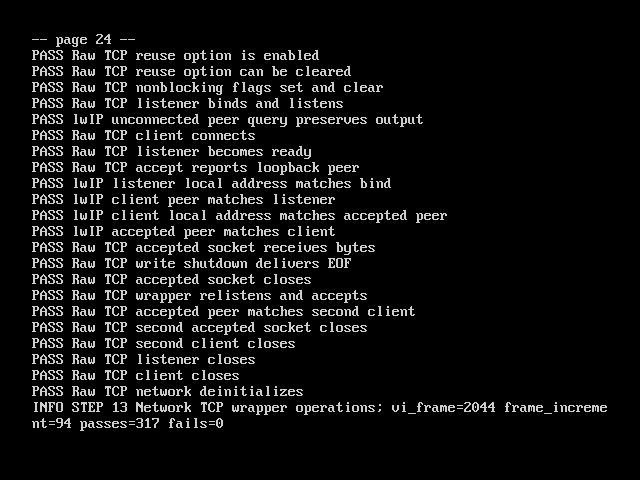 -- page 24 --
PASS Raw TCP reuse option is enabled
PASS Raw TCP reuse option can be cleared
PASS Raw TCP nonblocking flags set and clear
PASS Raw TCP listener binds and listens
PASS lwIP unconnected peer query preserves output
PASS Raw TCP client connects
PASS Raw TCP listener becomes ready
PASS Raw TCP accept reports loopback peer
PASS lwIP listener local address matches bind
PASS lwIP client peer matches listener
PASS lwIP client local address matches accepted peer
PASS lwIP accepted peer matches client
PASS Raw TCP accepted socket receives bytes
PASS Raw TCP write shutdown delivers EOF
PASS Raw TCP accepted socket closes
PASS Raw TCP wrapper relistens and accepts
PASS Raw TCP accepted peer matches second client
PASS Raw TCP second accepted socket closes
PASS Raw TCP second client closes
PASS Raw TCP listener closes
PASS Raw TCP client closes
PASS Raw TCP network deinitializes
INFO STEP 13 Network TCP wrapper operations; vi_frame=2044 frame_increme
nt=94 passes=317 fails=0